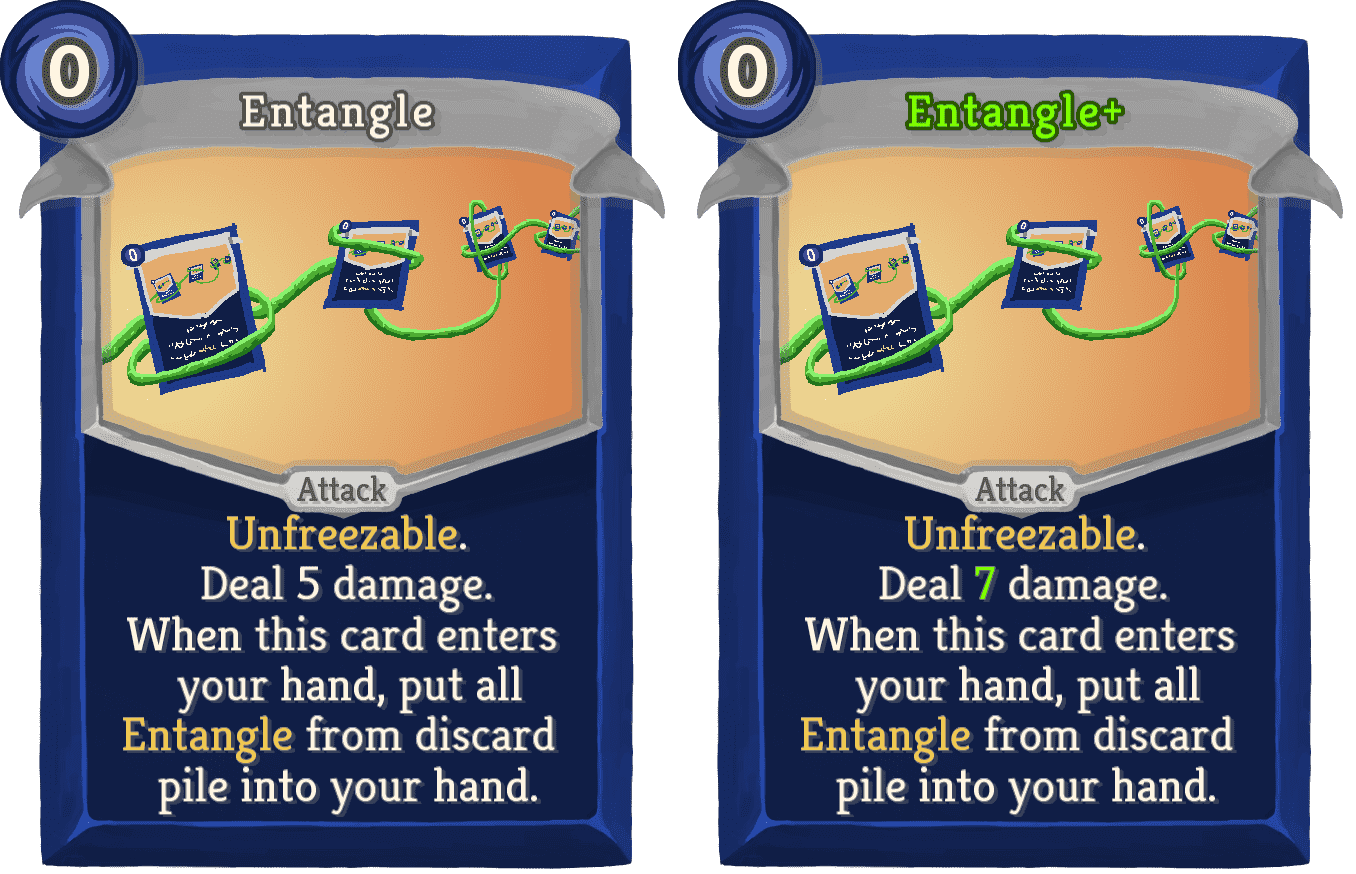 0
Entangle
Attack
Unfreezable.
Deal 5 damage.
When this card enters
your hand, put all
Entangle from discard
pile into your hand.
0
Entangle+
Attack
Unfreezable.
Deal 7 damage.
When this card enters
your hand, put all
Entangle from discard
pile into your hand.